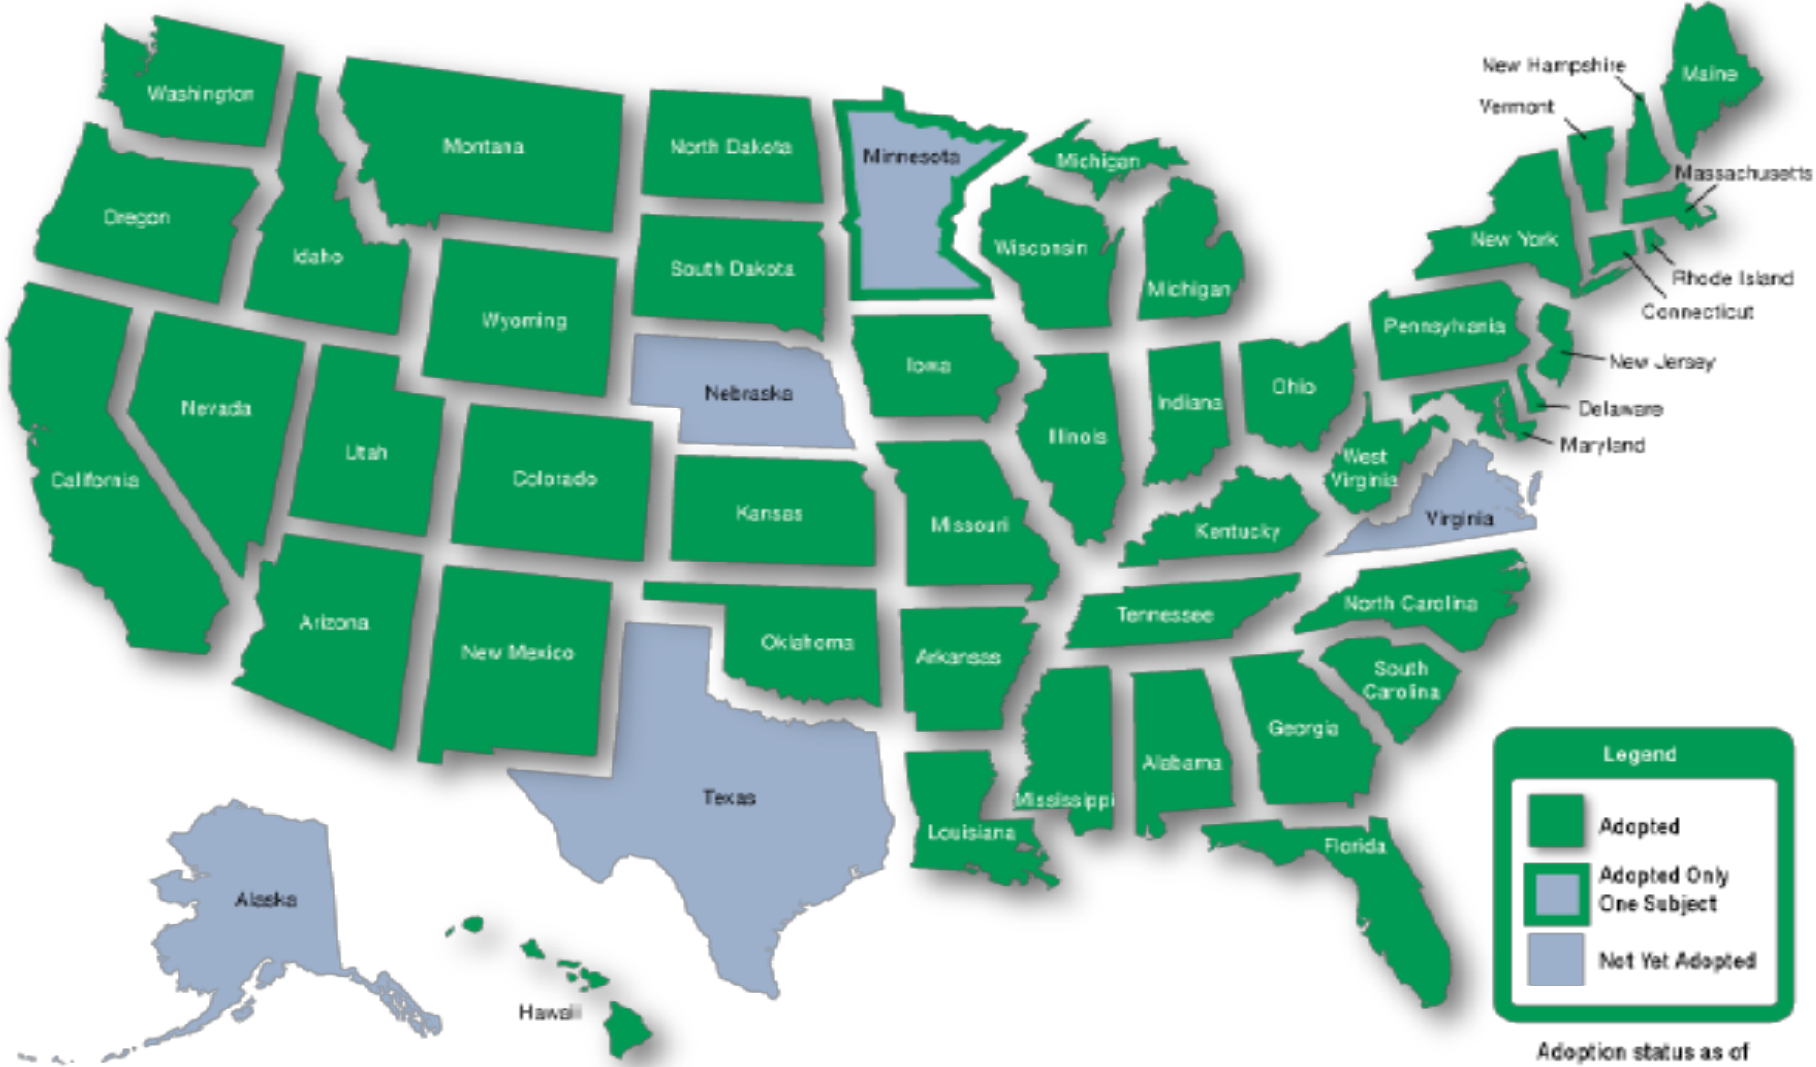 Washington
Montana
North Dakota
Minnesota
Michigan
New Hampshire
Vermont
Maine
Massachusetts
Oregon
Idaho
South Dakota
Wisconsin
Michigan
New York
Rhode Island
Connecticut
Wyoming
Pennsylvania
New Jersey
Nebraska
Iowa
Ohio
Indiana
Illinois
Delaware
Maryland
Nevada
Utah
California
Colorado
Kansas
Missouri
West
Virginia
Virginia
Kentucky
Arizona
New Mexico
Oklahoma
Arkansas
Tennessee
North Carolina
South
Carolina
Georgia
Alabama
Mississippi
Texas
Louisiana
Florida
Alaska
Hawaii
Legend
Adopted
Adopted Only
One Subject
Not Yet Adopted
Adoption status as of